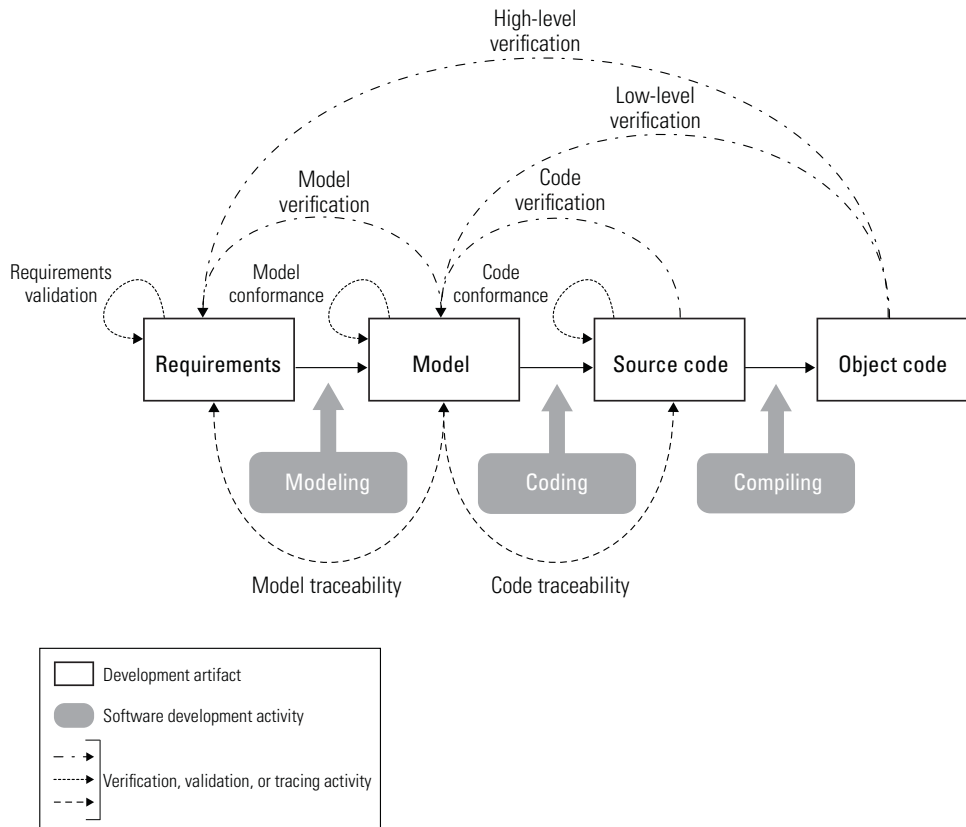 High-level
verification
Low-level
verification
Model
verification
Code
verification
Requirements
validation
Model
conformance
Code
conformance
Requirements
Model
Source code
Object code
Modeling
Coding
Compiling
Model traceability
Code traceability
Development artifact
Software development activity
Verification, validation, or tracing activity